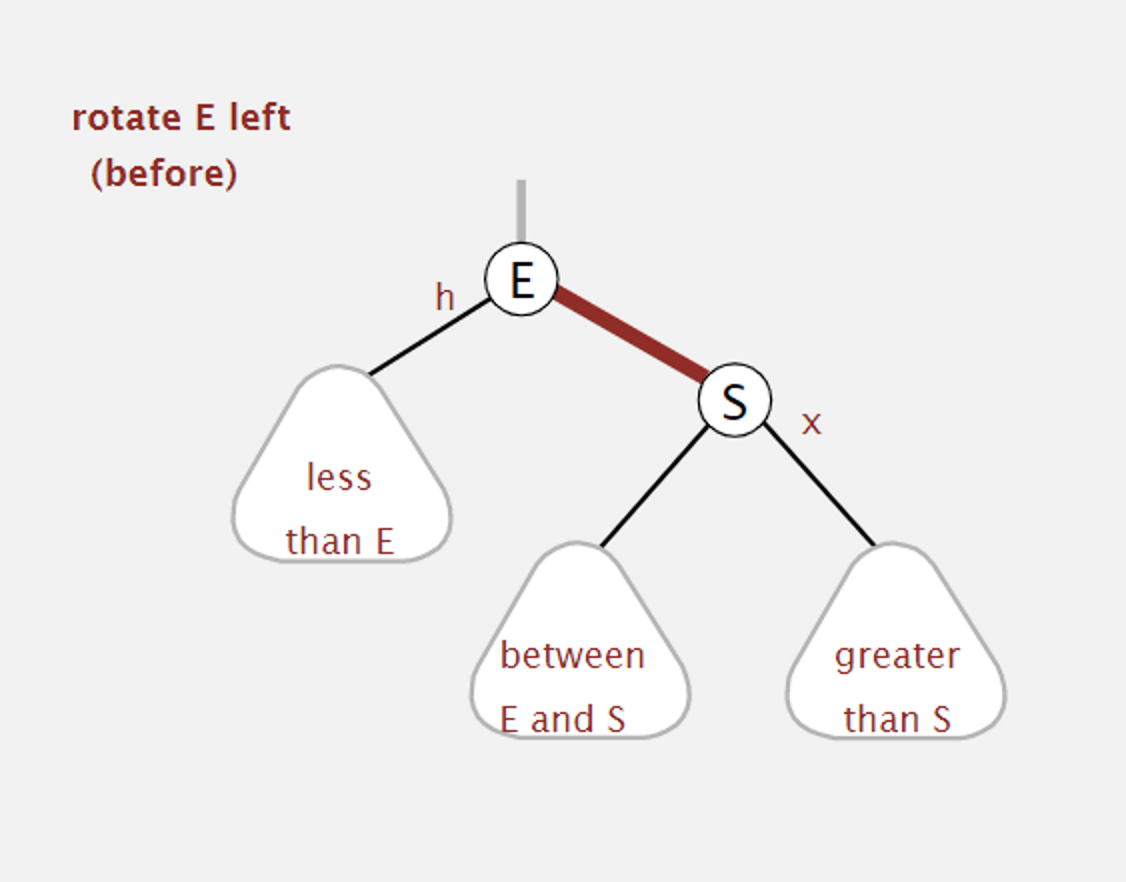 rotate E left
(before)
E
h
S
x
less
than E
between
E and S
greater
than S